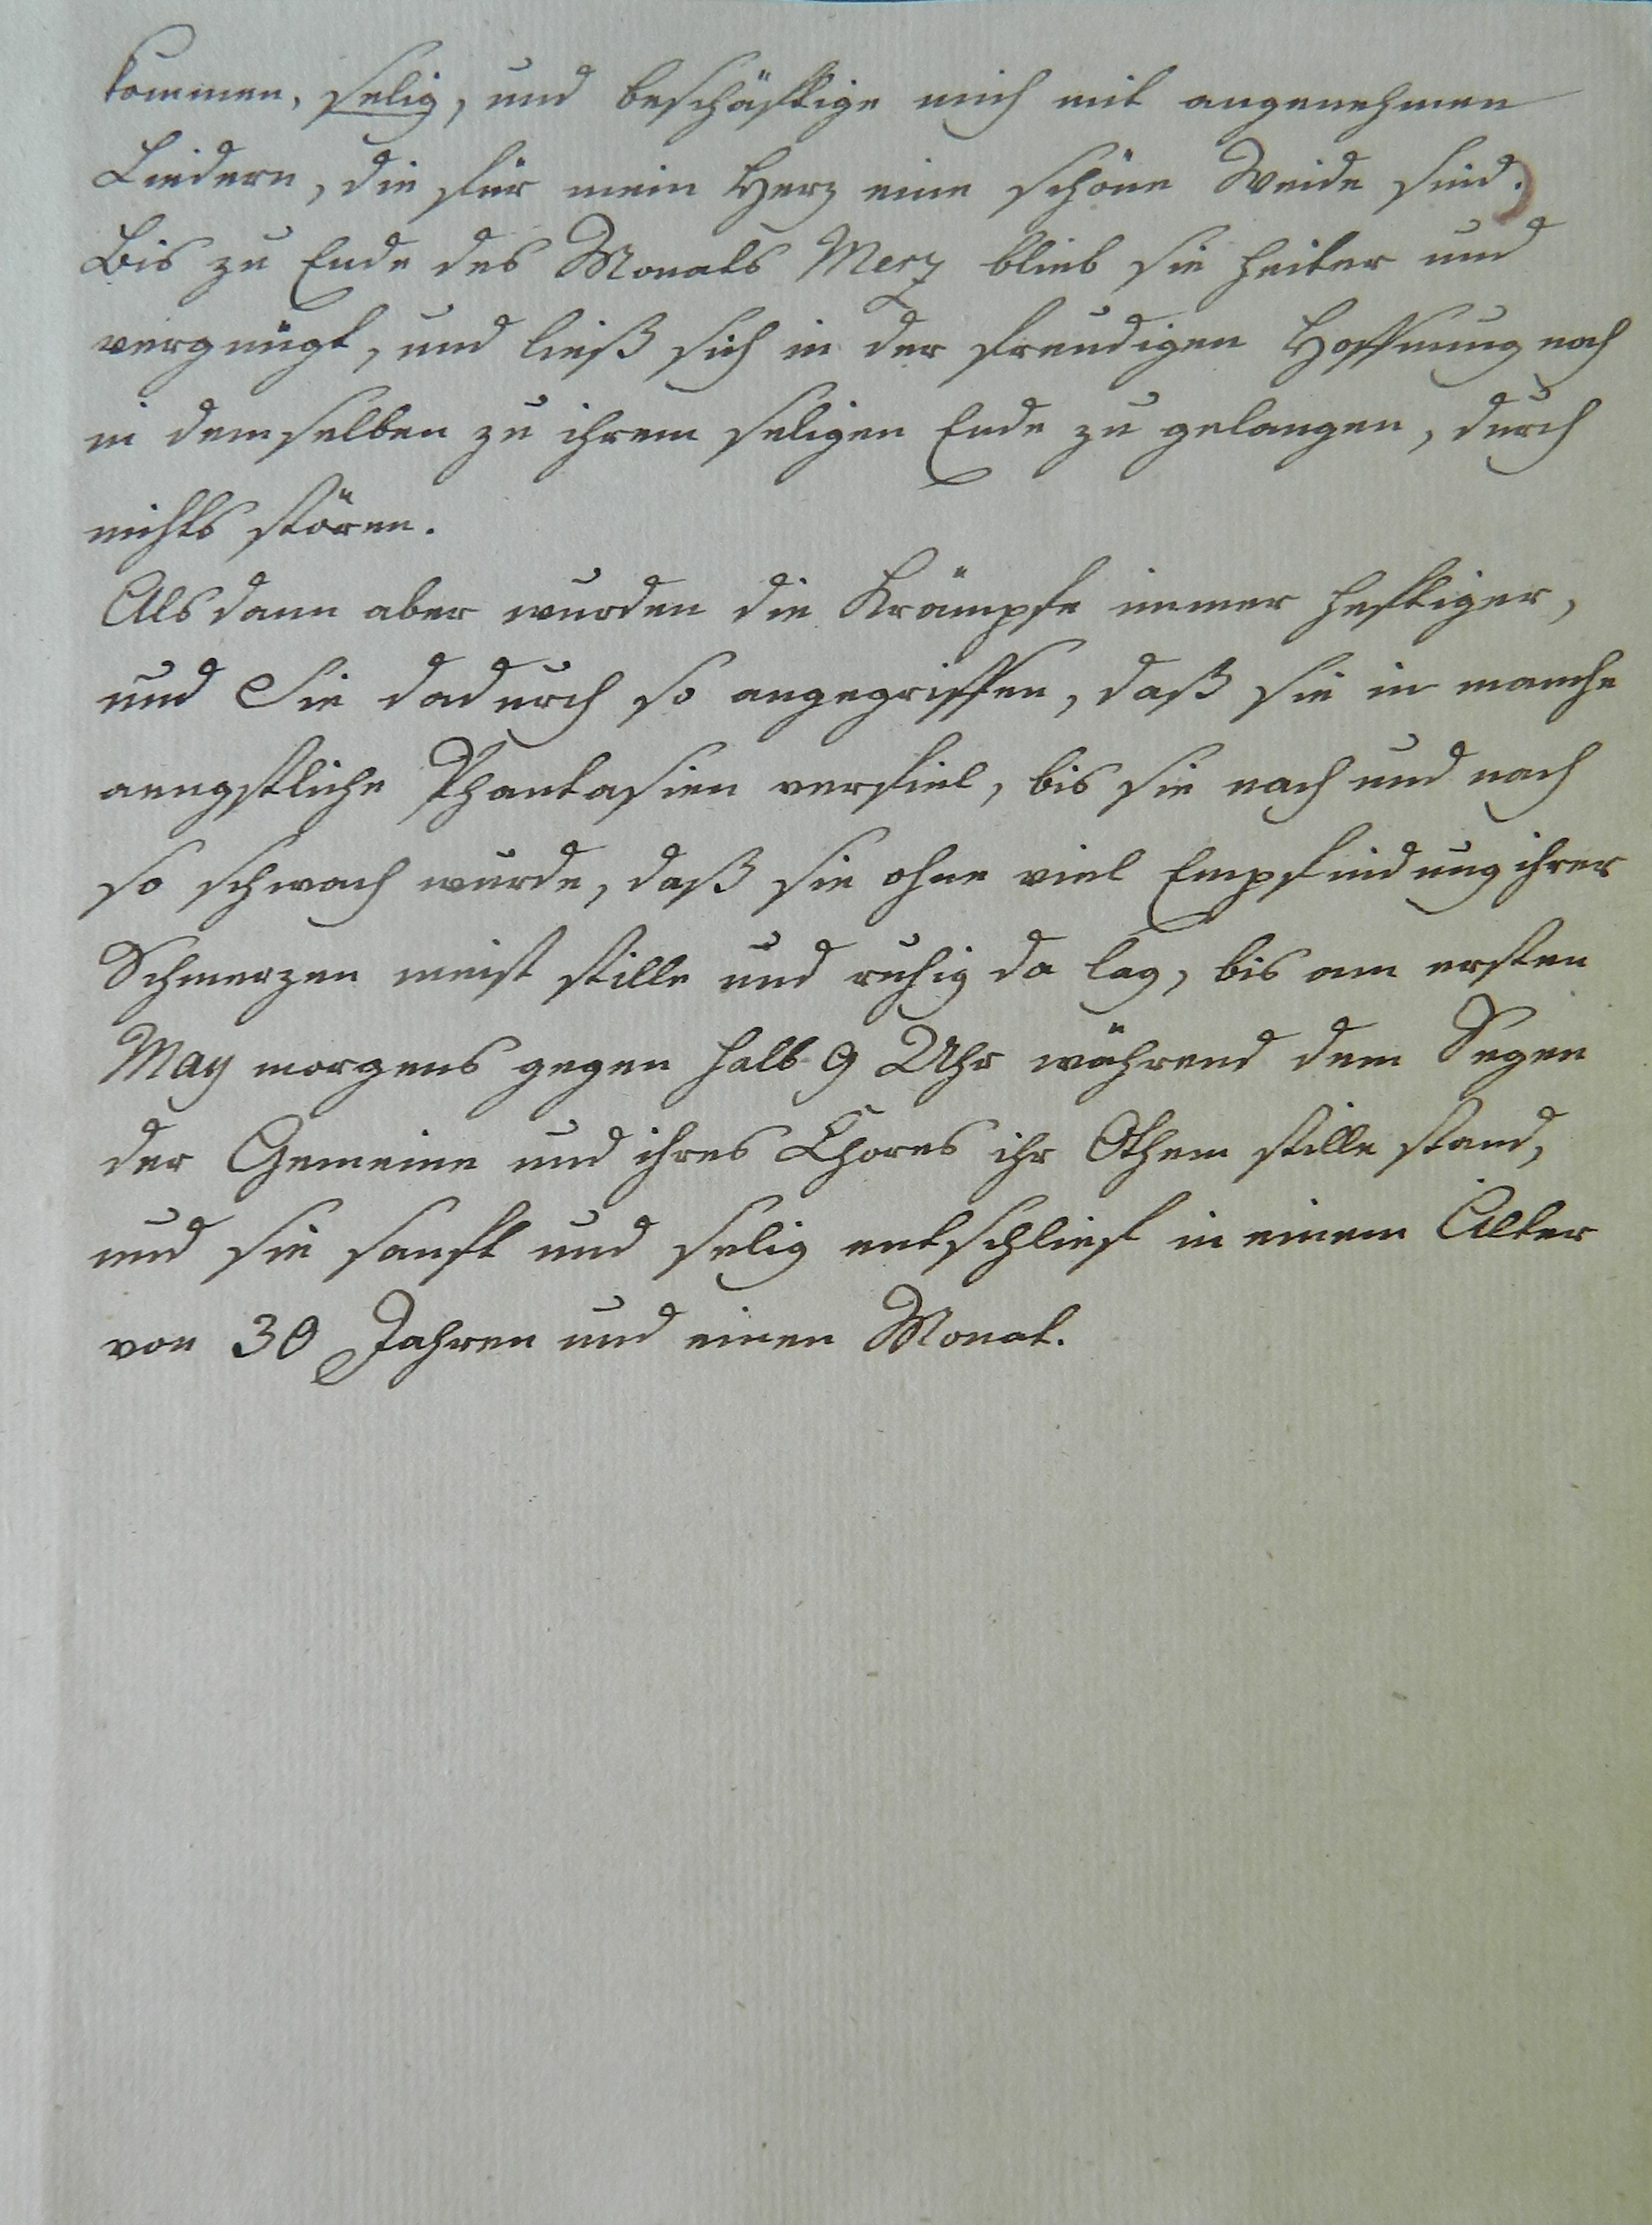 kommen, selig, und beschäftige mich mit angenehmen
Liedern, die für mein Herz eine schöne Weide sind.
Bis zu Ende des Monats Merz blieb sie heiter und
vergnügt, und ließ sich in der freudigen Hoffnung noch
in demselben zu ihrem seligen Ende zu gelangen, durch
nichts stören.
Alsdann aber wurden die Krämpfe immer heftiger,
und Sie dadurch so angegriffen, daß sie in manche
aengstliche Phantasien verfiel, bis sie nach und nach
so schwach wurde, daß sie ohne viel Empfindung ihrer
Schmerzen meist stille und ruhig da lag, bis am ersten
May morgens gegen halb 9 Uhr während dem Segen
der Gemeine und ihres Chores ihr Othem stille stand,
und sie sanft und selig entschlief in einem Alter
von 30 Jahren und einen Monat.